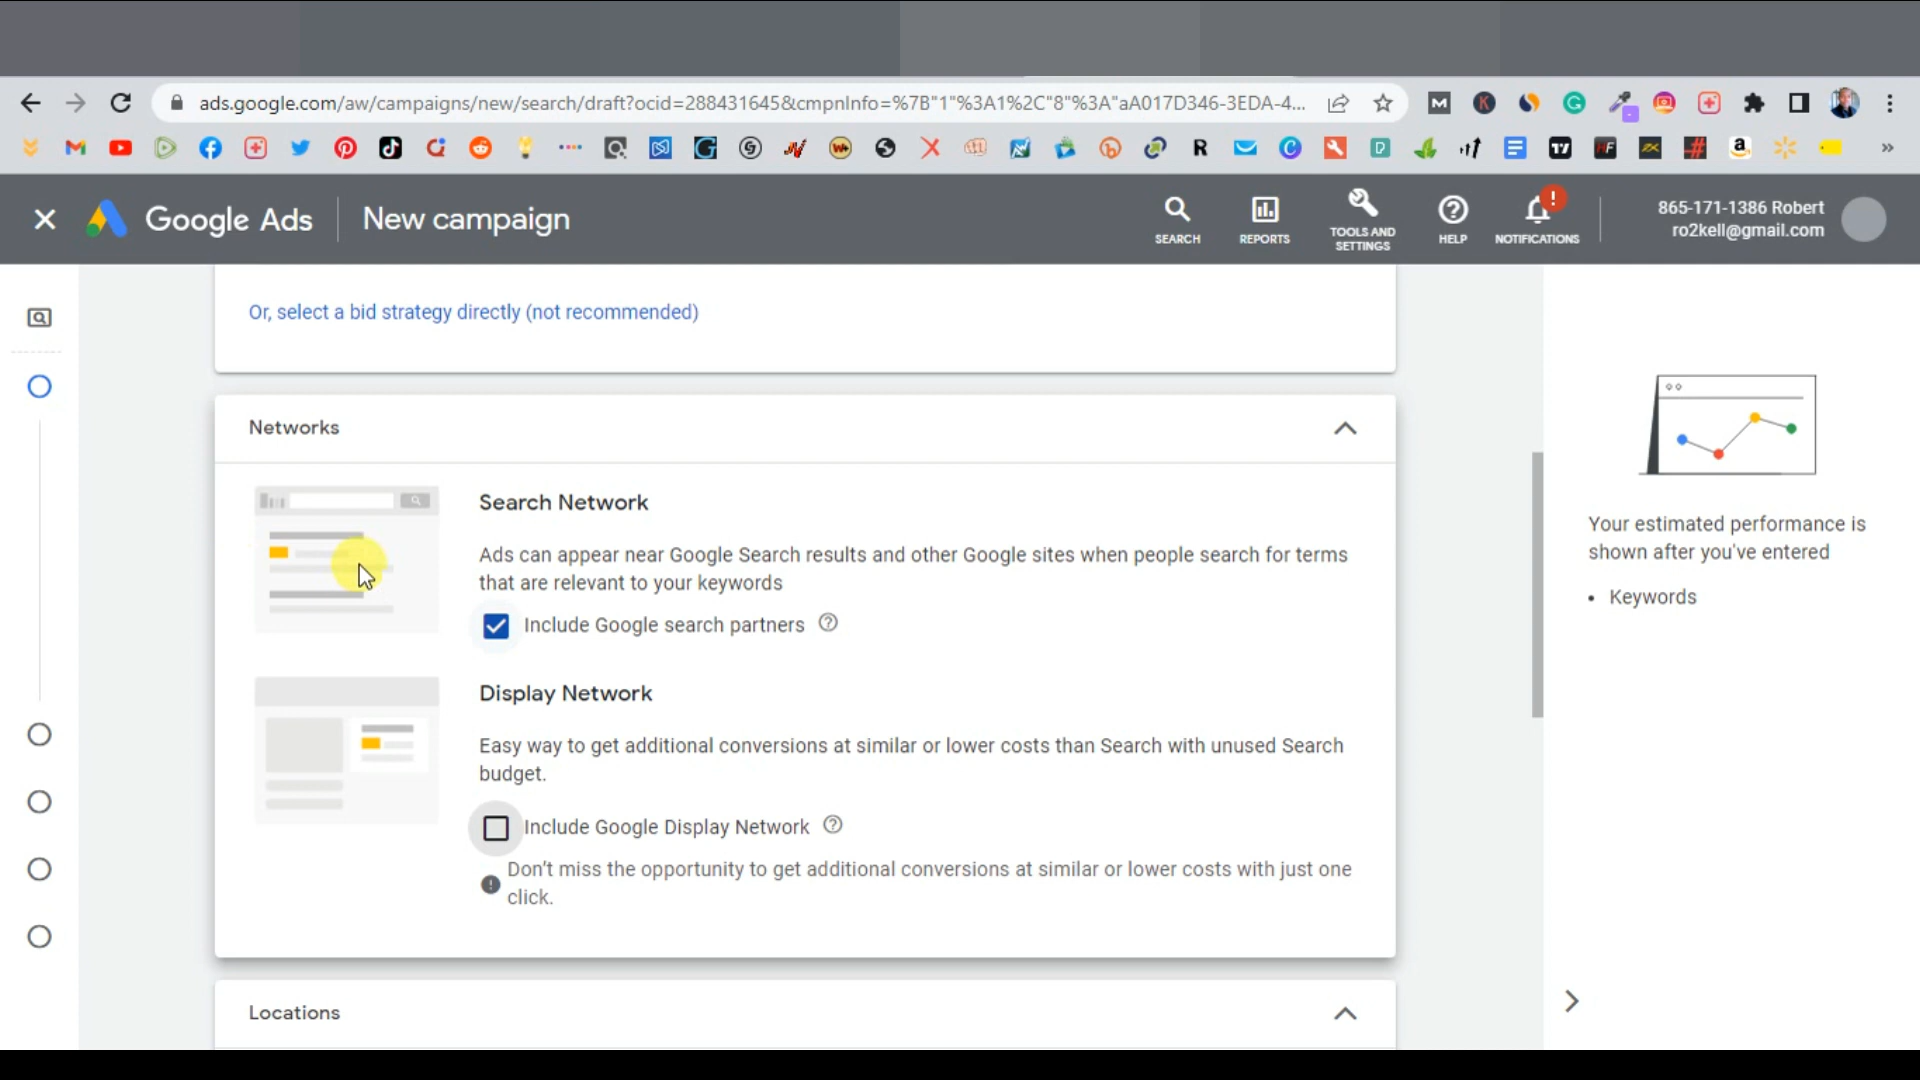 ads.google.com/aw/campaigns/new/search/draft?ocid=288431645&cmpnInfo=%7B"1"%3A1%2C"8"%3A"aA017D346-3EDA-4...
Google Ads
New campaign
SEARCH
REPORTS
TOOLS AND
SETTINGS
HELP
NOTIFICATIONS
865-171-1386 Robert
ro2kell@gmail.com
Or, select a bid strategy directly (not recommended)
Networks
Search Network
Ads can appear near Google Search results and other Google sites when people search for terms
that are relevant to your keywords
Include Google search partners
Display Network
Easy way to get additional conversions at similar or lower costs than Search with unused Search
budget.
Include Google Display Network
Don't miss the opportunity to get additional conversions at similar or lower costs with just one
click.
Locations
Your estimated performance is
shown after you've entered
• Keywords